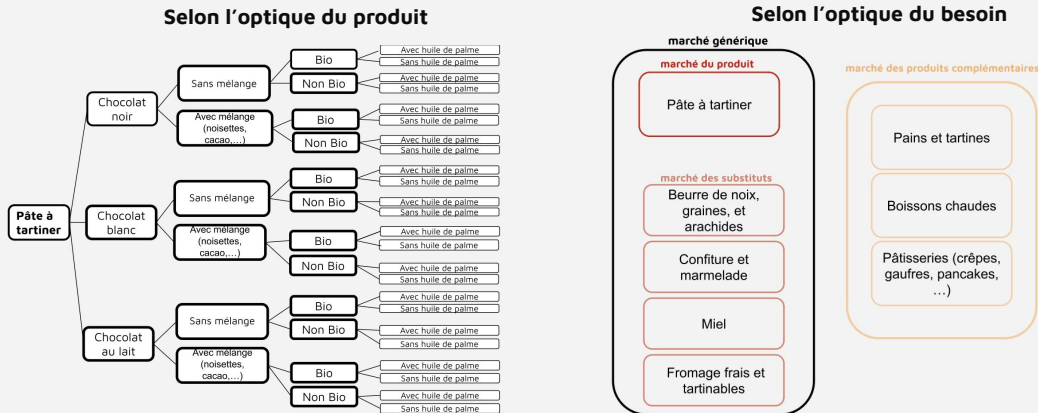 Selon l'optique du produit
Pâte à
tartiner
Chocolat
noir
Sans mélange
Bio
Avec huile de palme
Sans huile de palme
Non Bio
Avec huile de palme
Sans huile de palme
Avec mélange
(noisettes,
cacao,...)
Bio
Avec huile de palme
Sans huile de palme
Non Bio
Avec huile de palme
Sans huile de palme
Chocolat
blanc
Sans mélange
Bio
Avec huile de palme
Sans huile de palme
Non Bio
Avec huile de palme
Sans huile de palme
Avec mélange
(noisettes,
cacao,...)
Bio
Avec huile de palme
Sans huile de palme
Non Bio
Avec huile de palme
Sans huile de palme
Chocolat
au lait
Sans mélange
Bio
Avec huile de palme
Sans huile de palme
Non Bio
Avec huile de palme
Sans huile de palme
Avec mélange
(noisettes,
cacao,...)
Bio
Avec huile de palme
Sans huile de palme
Non Bio
Avec huile de palme
Sans huile de palme
Selon l'optique du besoin
marché générique
marché du produit
Pâte à tartiner
marché des substituts
Beurre de noix,
graines, et
arachides
Confiture et
marmelade
Miel
Fromage frais et
tartinables
marché des produits complémentaires
Pains et tartines
Boissons chaudes
Pâtisseries (crêpes,
gaufres, pancakes,
…)